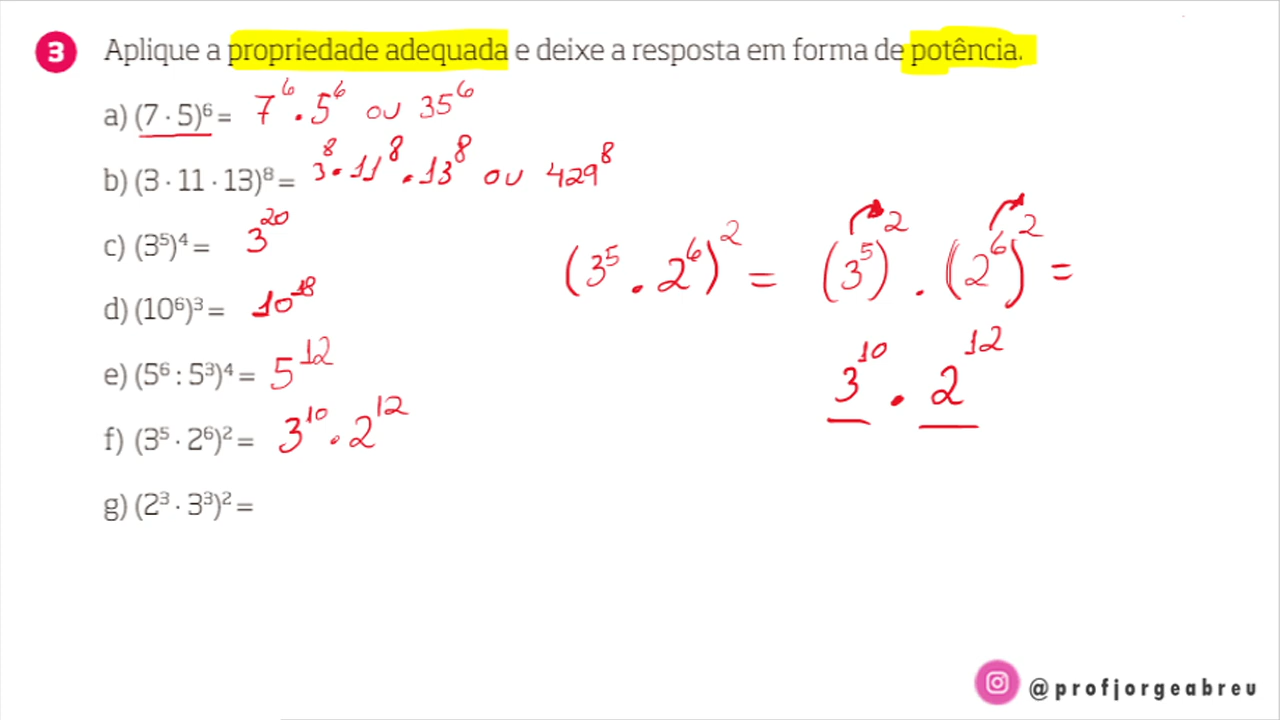 3 Aplique a propriedade adequada e deixe a resposta em forma de potência.
a) (7 · 5)⁶ = 7⁶ . 5⁶ ou 35⁶
b) (3 · 11 · 13)⁸ = 3⁸ . 11⁸ . 13⁸ ou 429⁸
c) (3⁵)⁴ = 3²⁰
d) (10⁶)³ = 10¹⁸
e) (5⁶ : 5³)⁴ = 5¹²
f) (3⁵ · 2⁶)² = 3¹⁰ . 2¹²
g) (2³ · 3³)² =
(3⁵ . 2⁶)² = (3⁵)² . (2⁶)² =
3¹⁰ . 2¹²
@profjorgeabreu